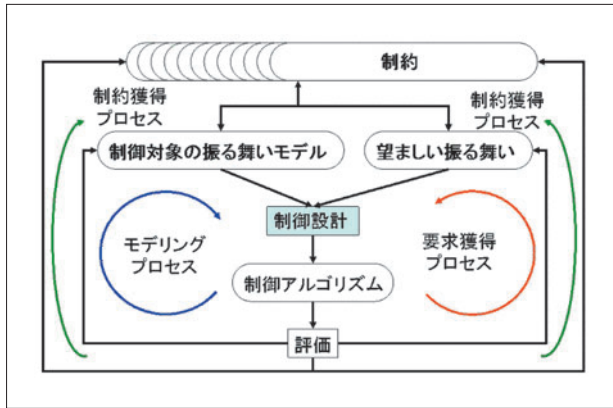 制約
制約獲得
プロセス
制約獲得
プロセス
制御対象の振る舞いモデル
望ましい振る舞い
制御設計
モデリング
プロセス
要求獲得
プロセス
制御アルゴリズム
評価